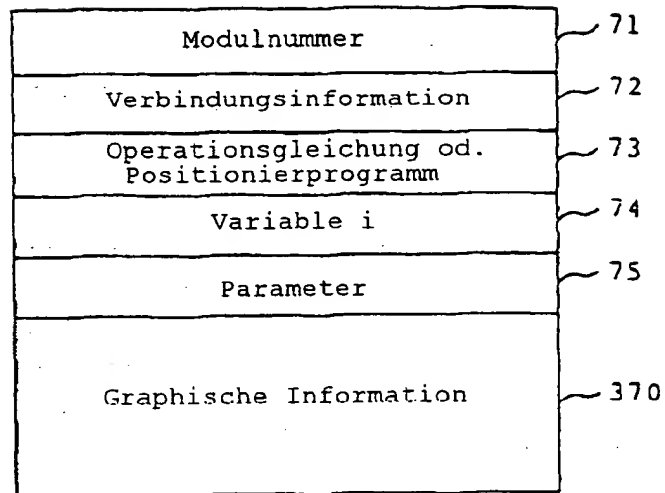 Modulnummer 71
Verbindungsinformation 72
Operationsgleichung od. 73
Positionierprogramm
Variable i 74
Parameter 75
Graphische Information 370